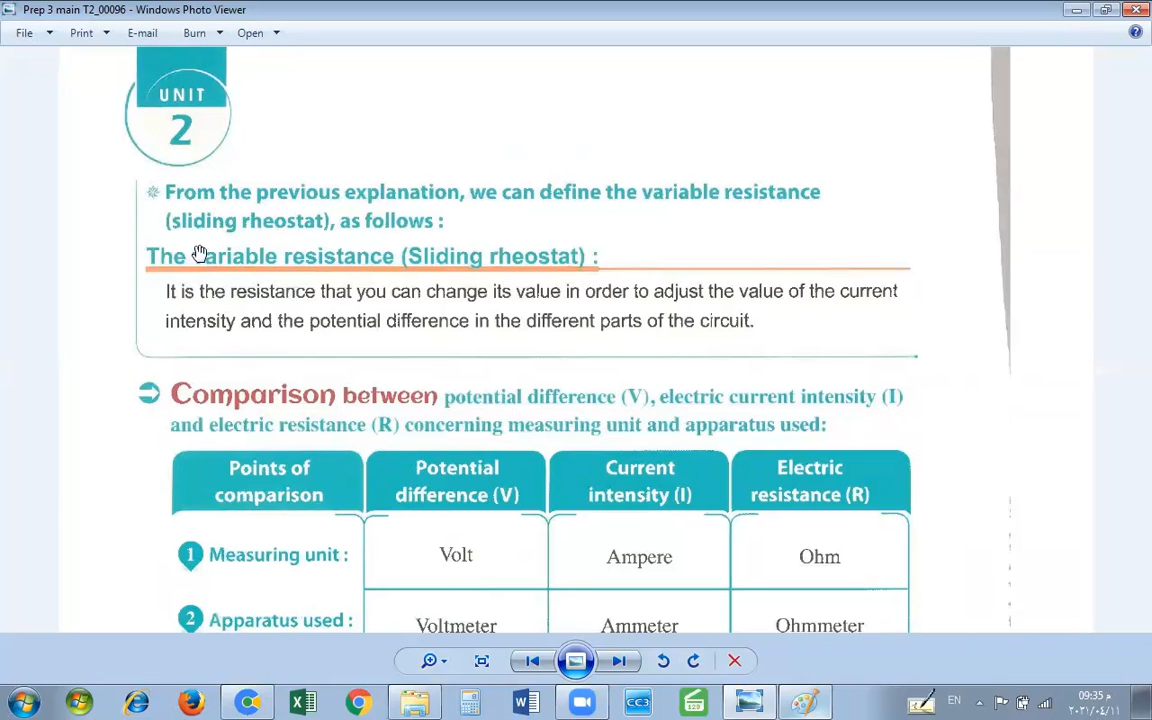 Prep 3 main T2_00096 - Windows Photo Viewer
File Print E-mail Burn Open
UNIT
2
From the previous explanation, we can define the variable resistance
(sliding rheostat), as follows :
The variable resistance (Sliding rheostat) :
It is the resistance that you can change its value in order to adjust the value of the current
intensity and the potential difference in the different parts of the circuit.
Comparison between potential difference (V), electric current intensity (I)
and electric resistance (R) concerning measuring unit and apparatus used:
Points of comparison
Potential difference (V)
Current intensity (I)
Electric resistance (R)
1 Measuring unit : Volt Ampere Ohm
2 Apparatus used : Voltmeter Ammeter Ohmmeter
CC3
123
EN
09:35 م
٢٠٢١/٠٤/١١